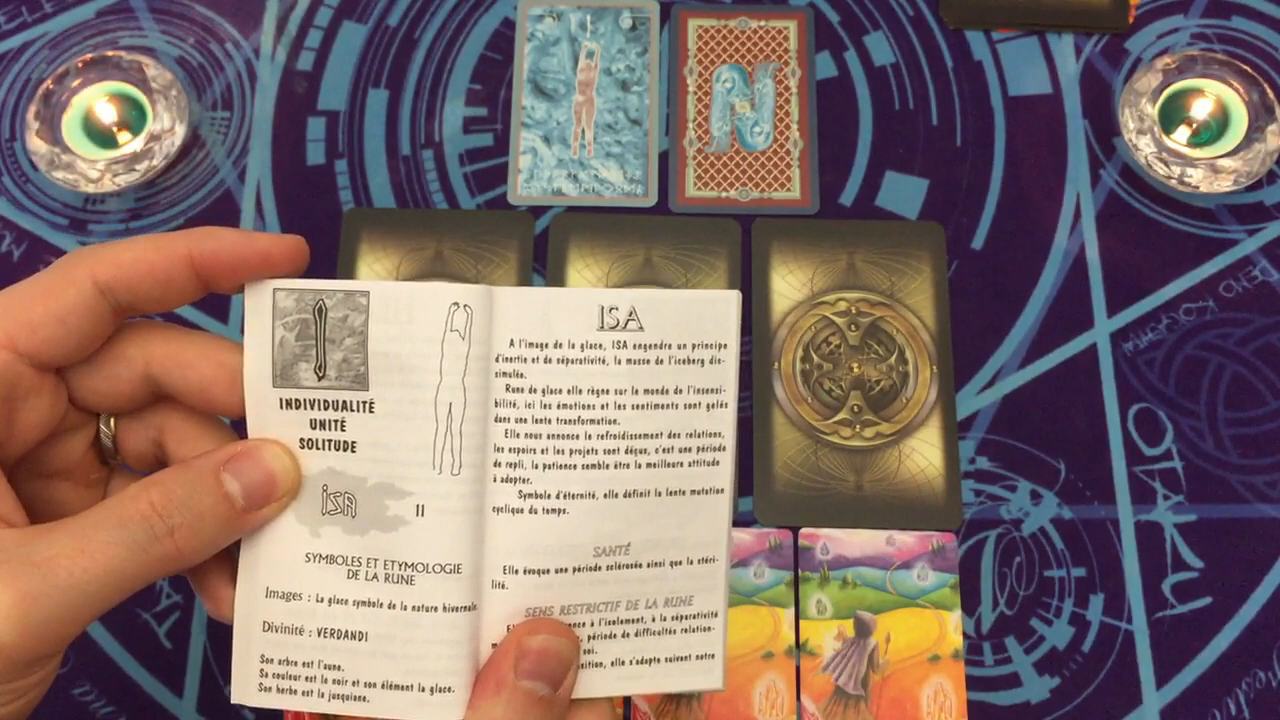 INDIVIDUALITÉ
UNITÉ
SOLITUDE
ISA
11
SYMBOLES ET ETYMOLOGIE
DE LA RUNE
Images : La glace symbole de la nature hivernale.
Divinité : VERDANDI
Son arbre est l'aune.
Sa couleur est le noir et son élément la glace.
Son herbe est la jusquiane.
ISA
A l'image de la glace, ISA engendre un principe
d'inertie et de séparativité, la masse de l'iceberg dis-
simulée.
Rune de glace elle règne sur le monde de l'insensi-
bilité, ici les émotions et les sentiments sont gelés
dans une lente transformation.
Elle nous annonce le refroidissement des relations,
les espoirs et les projets sont déçus, c'est une période
de repli, la patience semble être la meilleure attitude
à adopter.
Symbole d'éternité, elle définit la lente mutation
cyclique du temps.
SANTÉ
Elle évoque une période sclérosée ainsi que la stéri-
lité.
SENS RESTRICTIF DE LA RUNE
à l'isolement, à la séparativité
période de difficultés relation-
soi.
elle s'adapte suivent notre
OTAKU